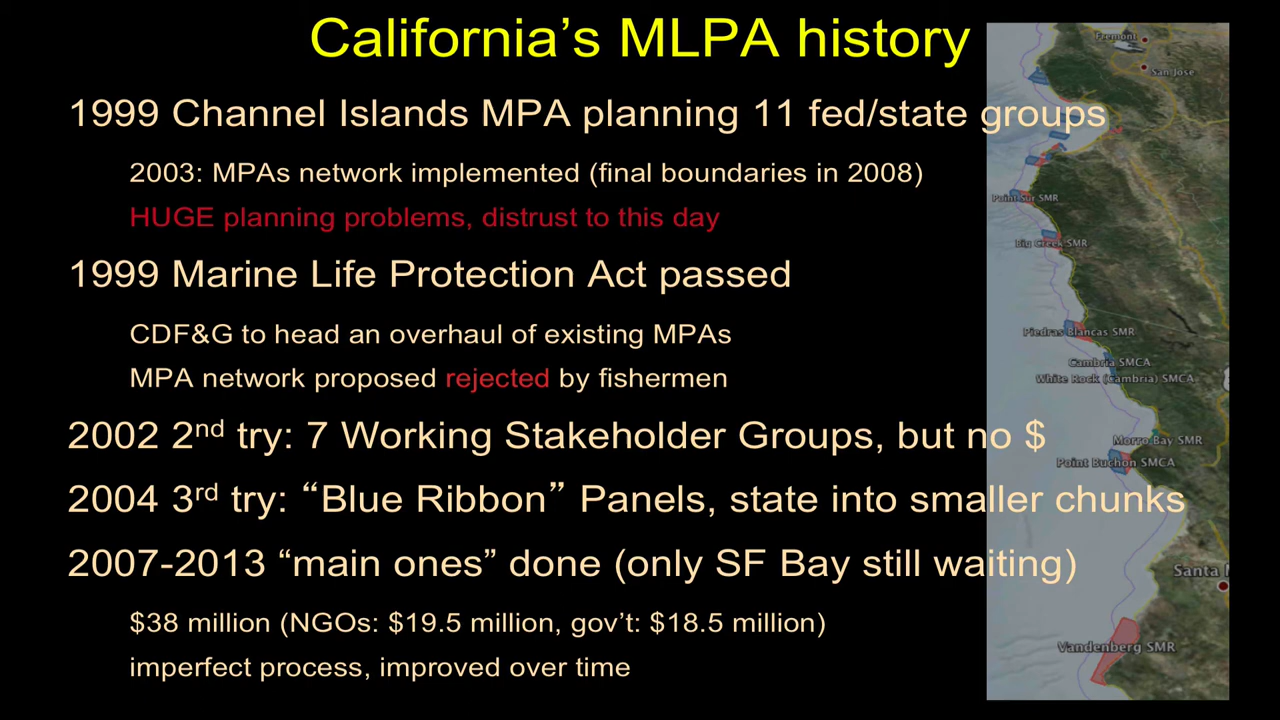 California's MLPA history
1999 Channel Islands MPA planning 11 fed/state groups
2003: MPAs network implemented (final boundaries in 2008)
HUGE planning problems, distrust to this day
1999 Marine Life Protection Act passed
CDF&G to head an overhaul of existing MPAs
MPA network proposed rejected by fishermen
2002 2nd try: 7 Working Stakeholder Groups, but no $
2004 3rd try: “Blue Ribbon” Panels, state into smaller chunks
2007-2013 “main ones” done (only SF Bay still waiting)
$38 million (NGOs: $19.5 million, gov't: $18.5 million)
imperfect process, improved over time
Fremont
San Jose
Point Sur SMR
Big Creek SMR
Piedras Blancas SMR
Cambria SMCA
White Rock (Cambria) SMCA
Morro Bay SMR
Point Buchon SMCA
Santa
Vandenberg SMR